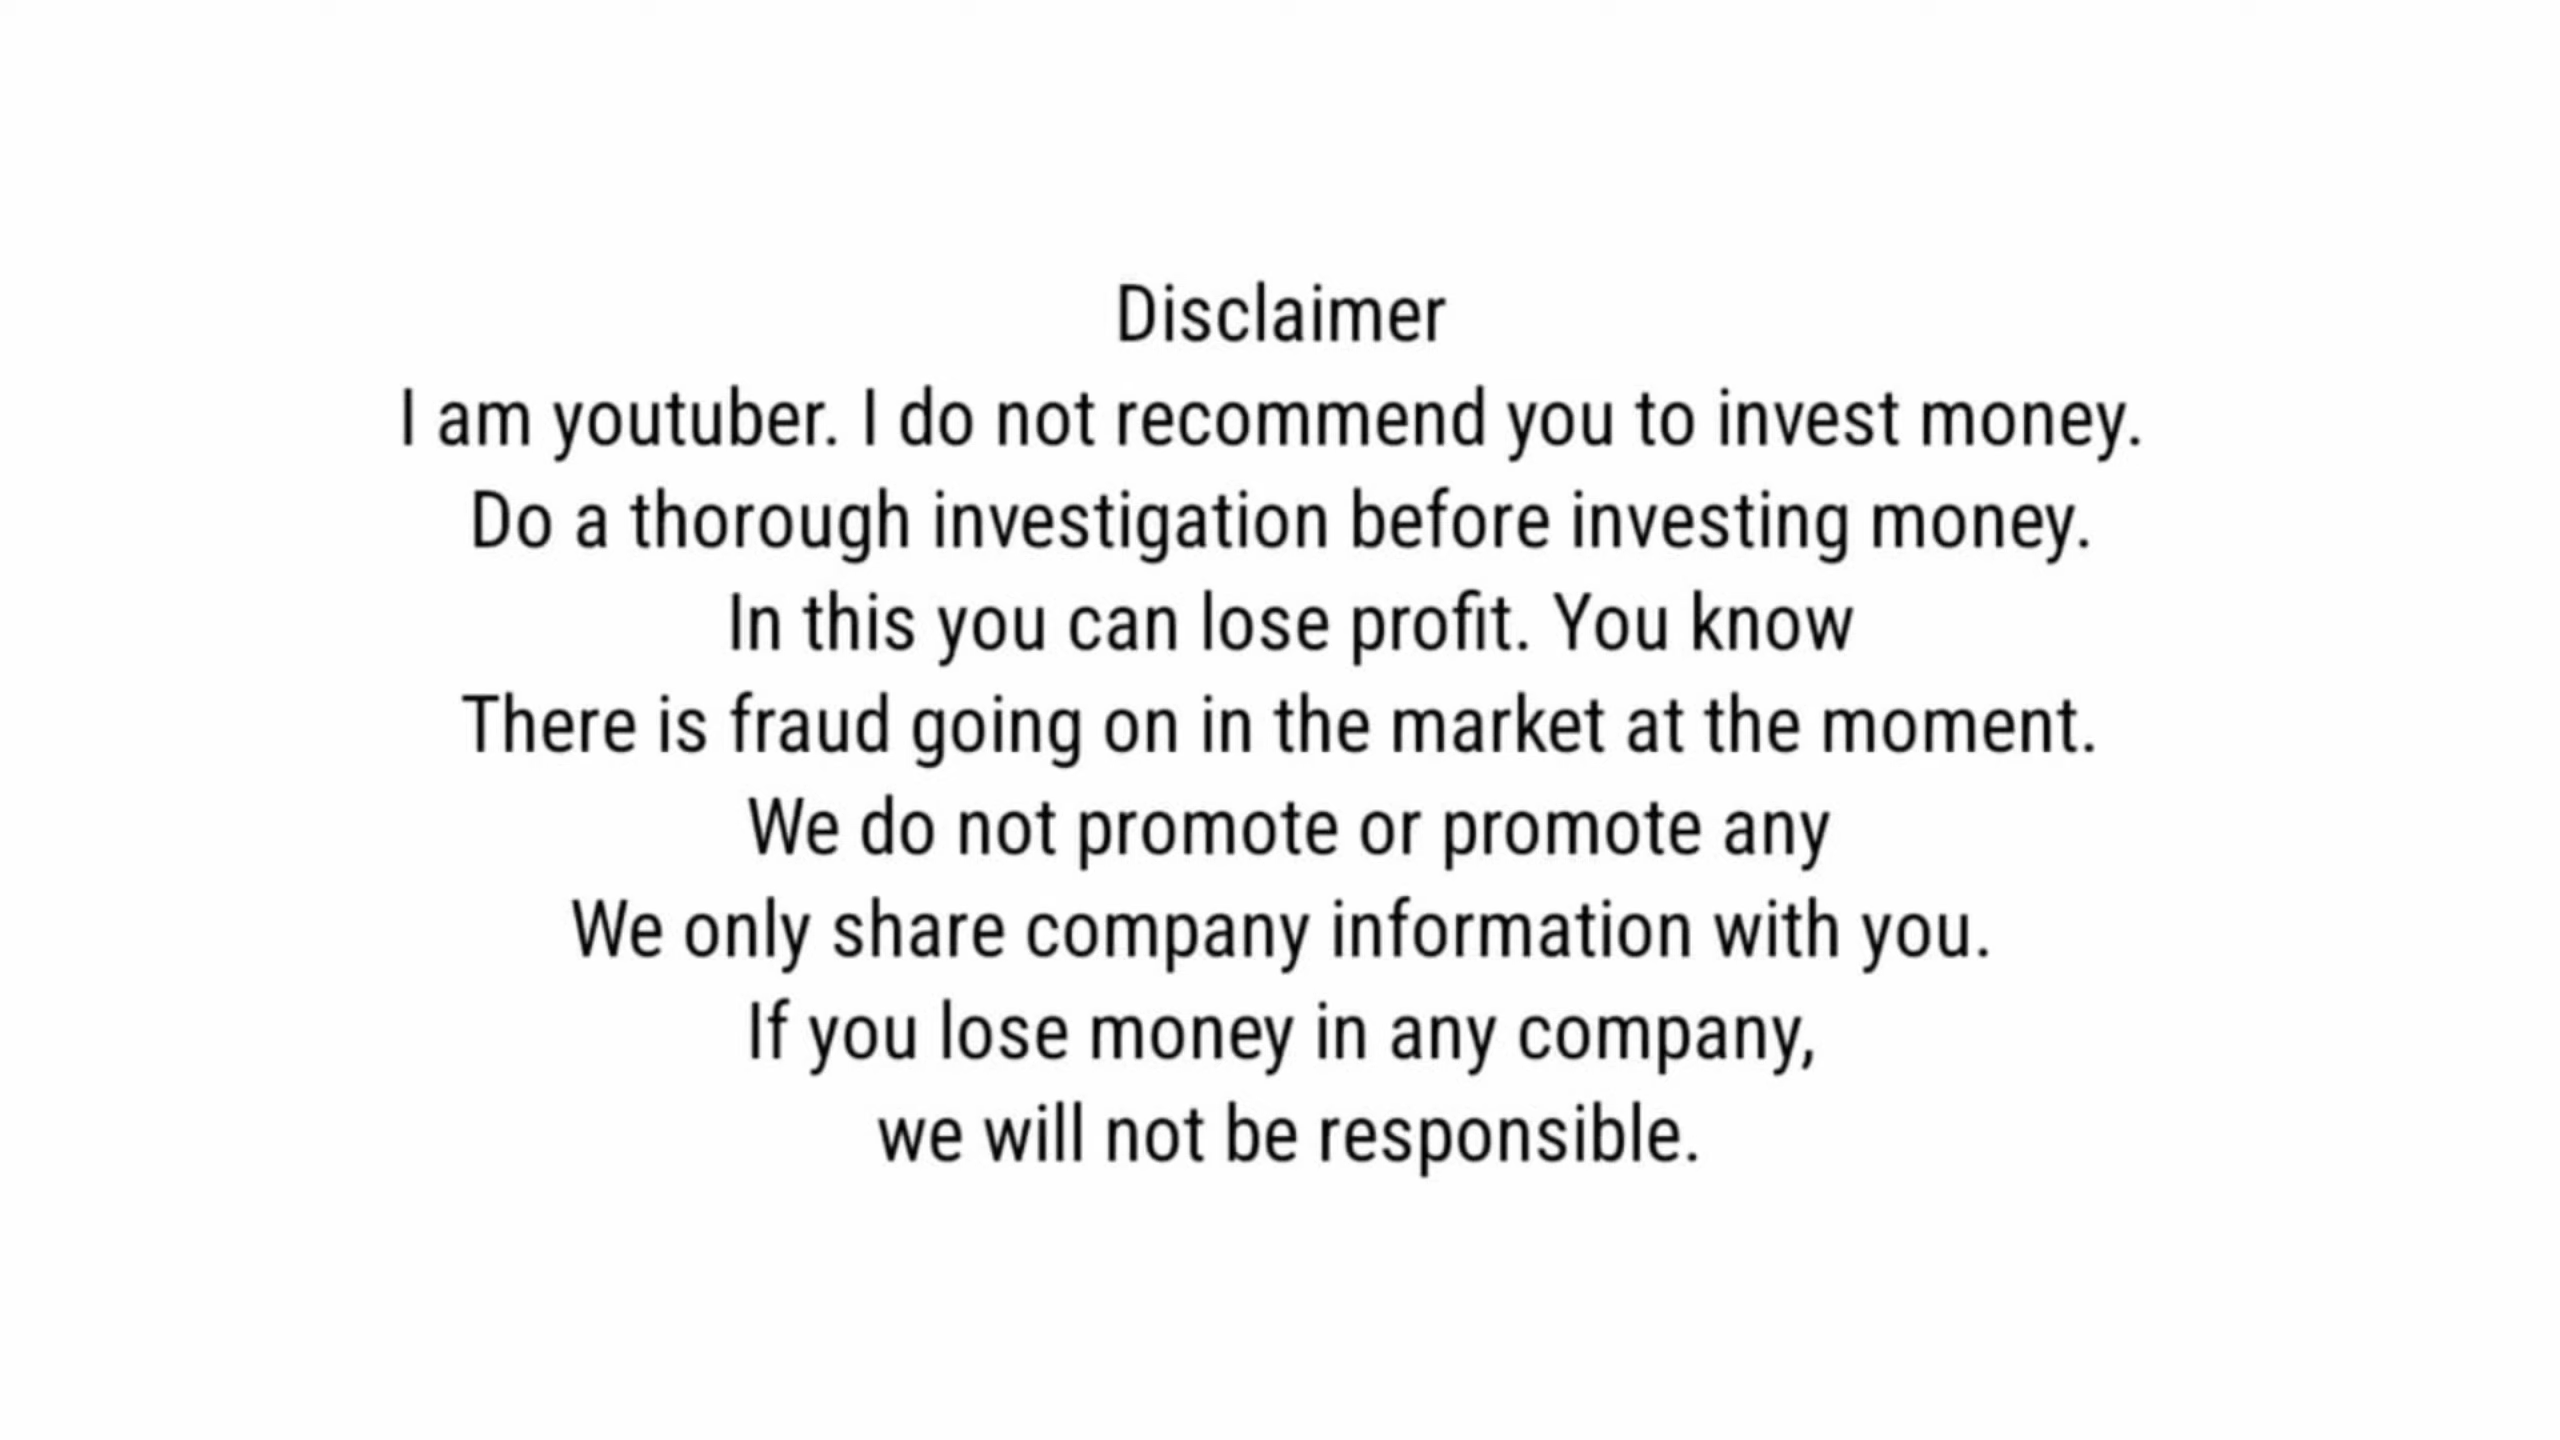 Disclaimer
I am youtuber. I do not recommend you to invest money.
Do a thorough investigation before investing money.
In this you can lose profit. You know
There is fraud going on in the market at the moment.
We do not promote or promote any
We only share company information with you.
If you lose money in any company,
we will not be responsible.